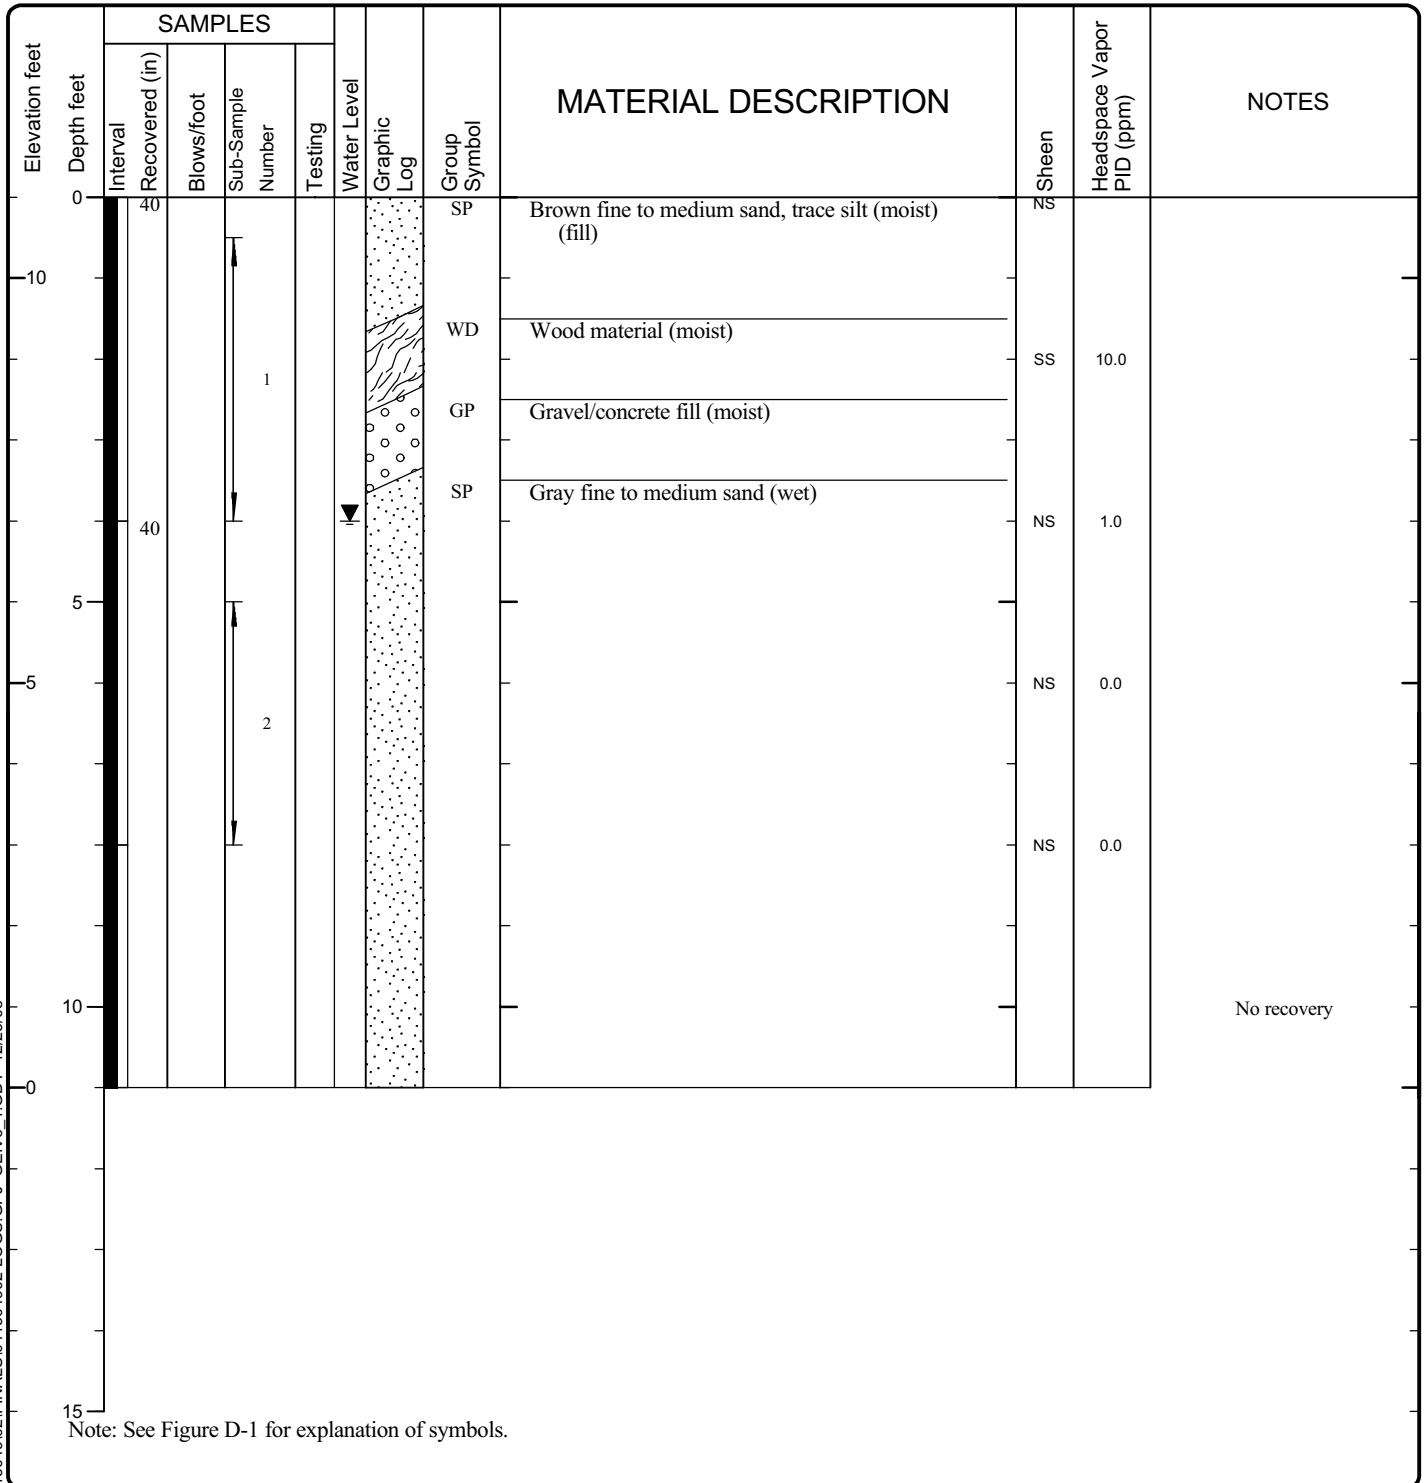 SAMPLES
Elevation feet
Depth feet
Interval
Recovered (in)
Blows/foot
Sub-Sample
Number
Testing
Water Level
Graphic
Log
Group
Symbol
MATERIAL DESCRIPTION
Sheen
Headspace Vapor
PID (ppm)
NOTES
0 40 SP Brown fine to medium sand, trace silt (moist) NS
(fill)
10
WD Wood material (moist)
SS 10.0
1
GP Gravel/concrete fill (moist)
SP Gray fine to medium sand (wet)
40 NS 1.0
5
5 NS 0.0
2
NS 0.0
10 No recovery
0
15
Note: See Figure D-1 for explanation of symbols.